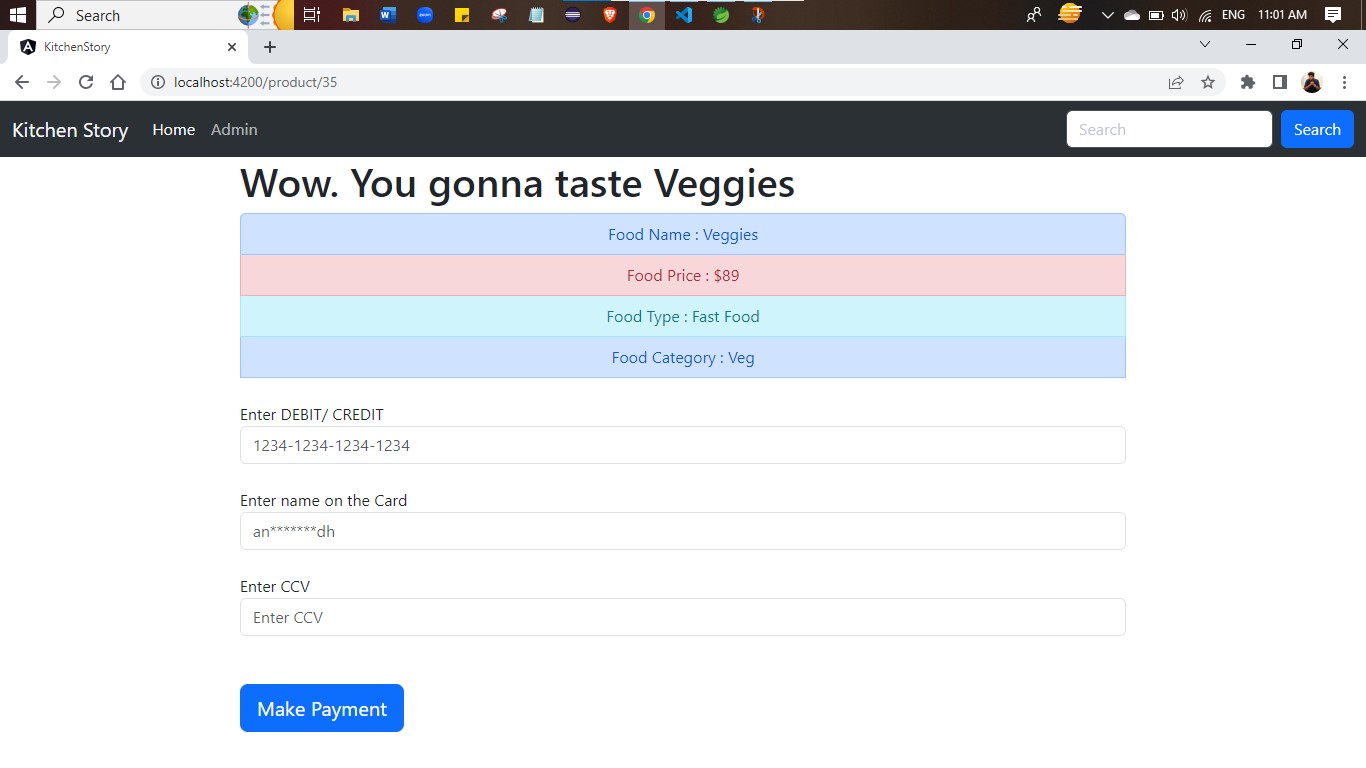 Search
ENG 11:01 AM
KitchenStory
localhost:4200/product/35
Kitchen Story Home Admin Search Search
Wow. You gonna taste Veggies
Food Name : Veggies
Food Price : $89
Food Type : Fast Food
Food Category : Veg
Enter DEBIT/ CREDIT
1234-1234-1234-1234
Enter name on the Card
an*******dh
Enter CCV
Enter CCV
Make Payment